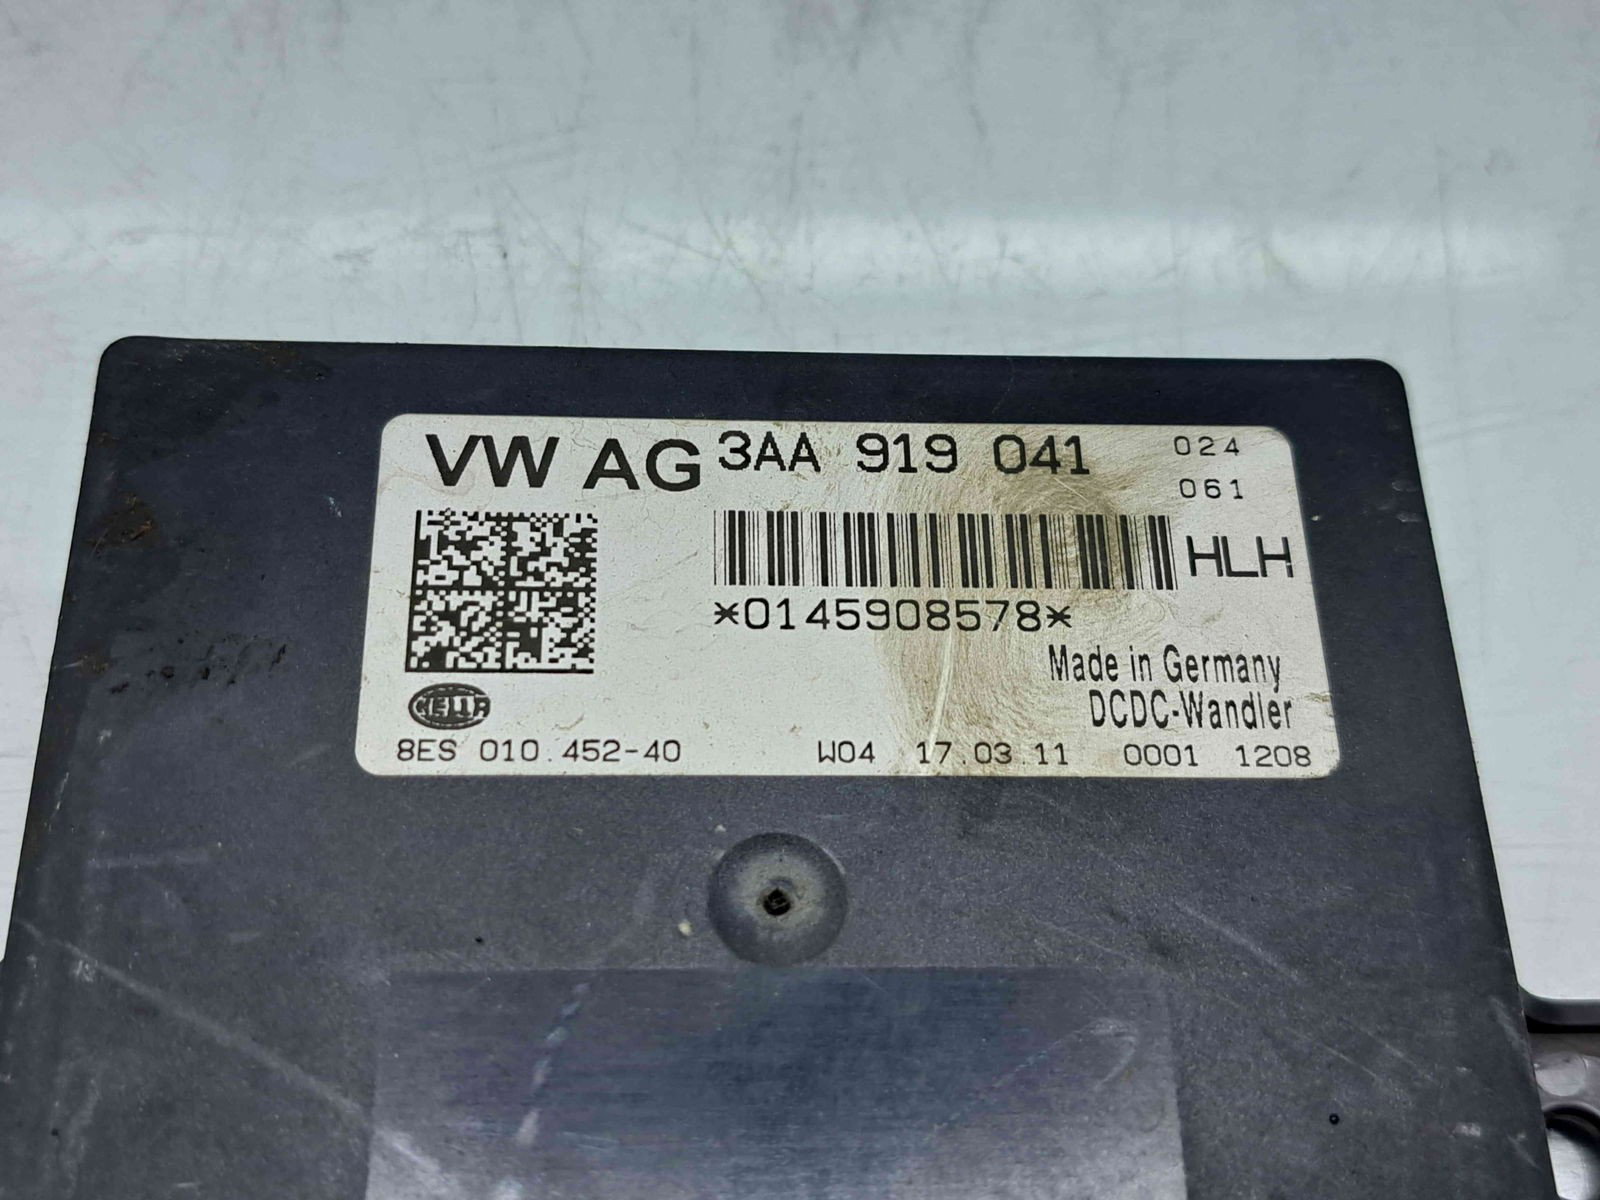 VW AG 3AA 919 041 024
061
HLH
*0145908578*
Made in Germany
DCDC-Wandler
HELLA
8ES 010.452-40 W04 17.03.11 0001 1208